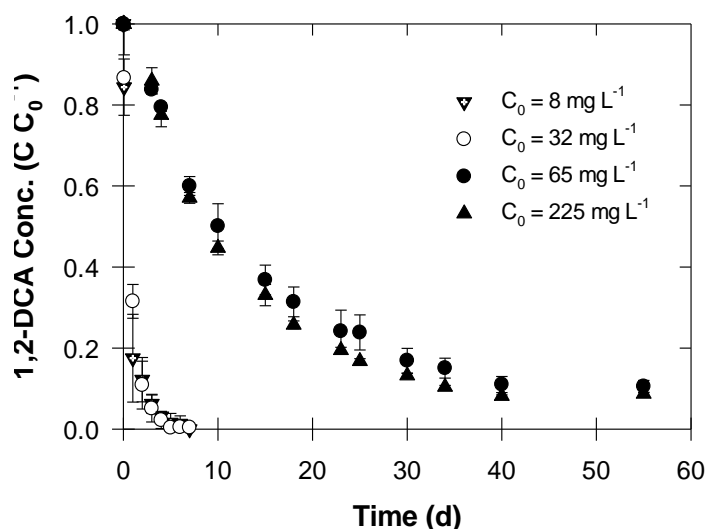 1.0
0.8
0.6
0.4
0.2
0.0
1,2-DCA Conc. (C C₀⁻¹)
C₀ = 8 mg L⁻¹
C₀ = 32 mg L⁻¹
C₀ = 65 mg L⁻¹
C₀ = 225 mg L⁻¹
0 10 20 30 40 50 60
Time (d)